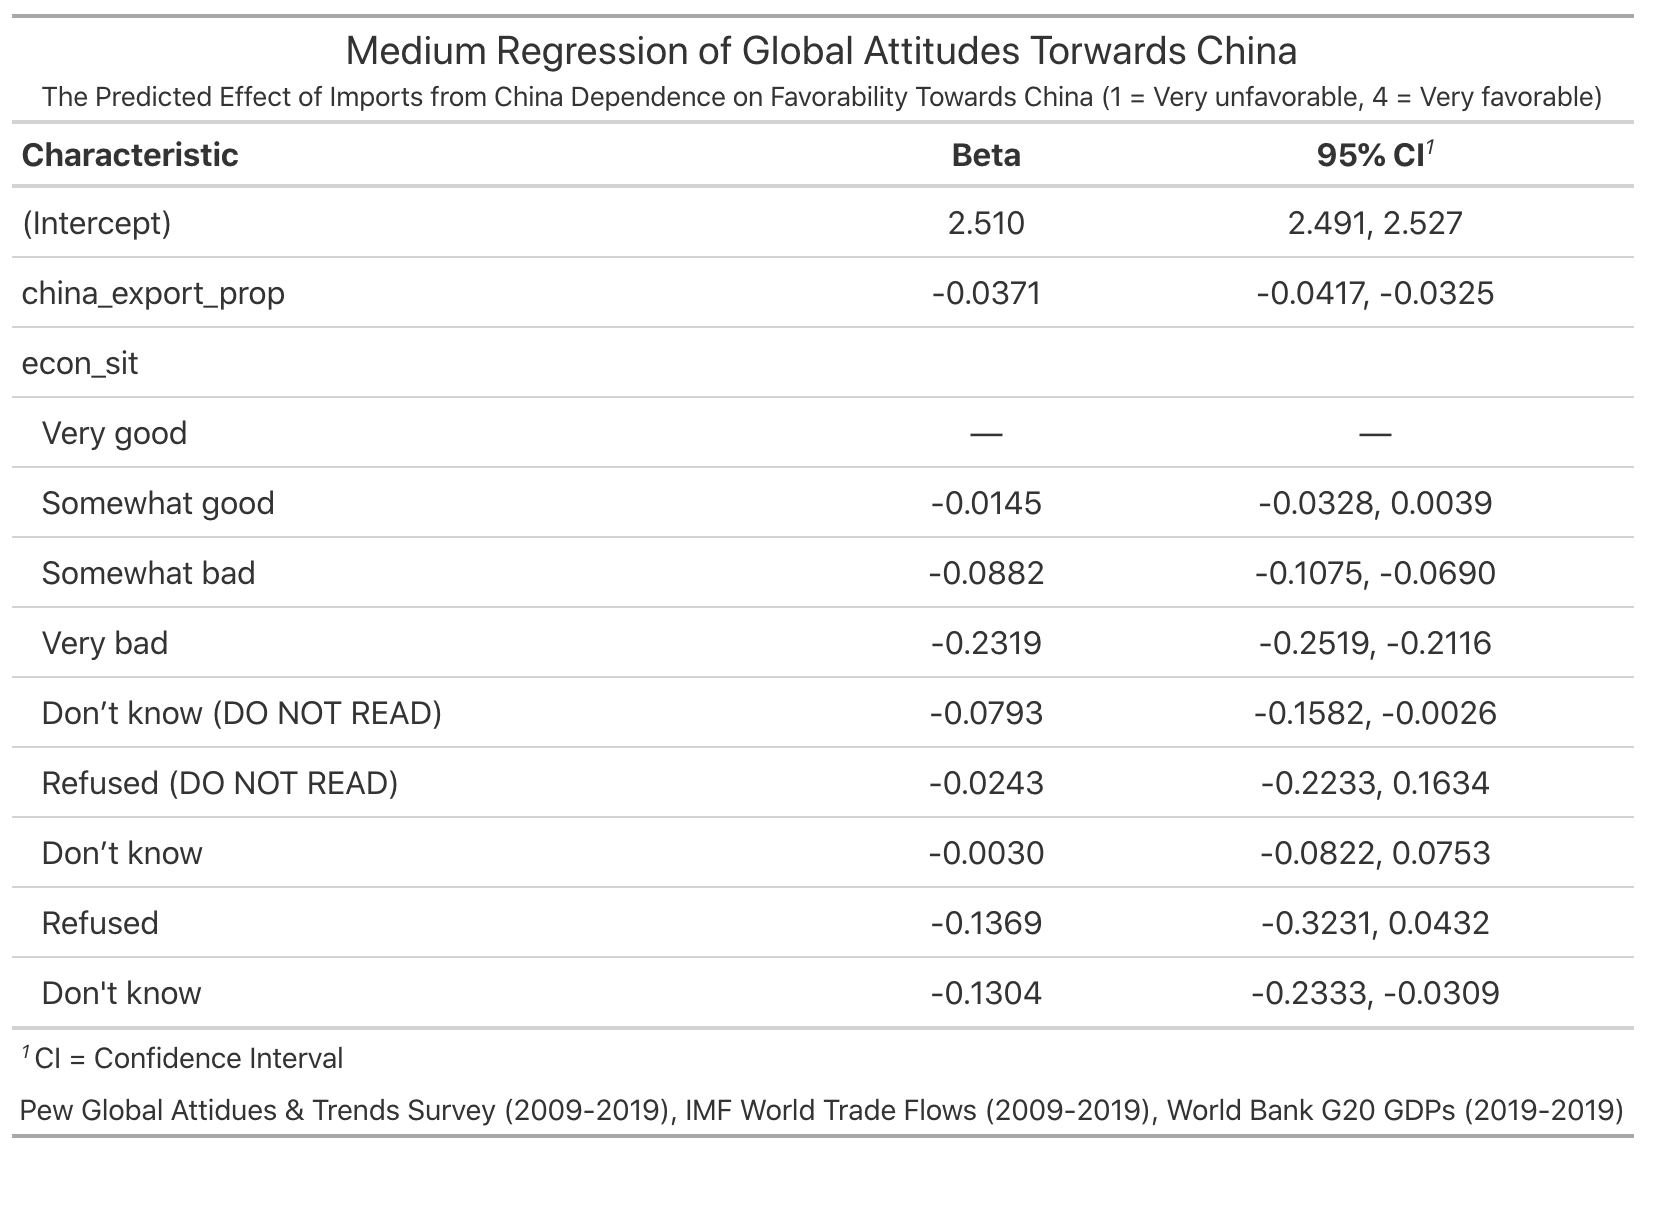 Medium Regression of Global Attitudes Torwards China
The Predicted Effect of Imports from China Dependence on Favorability Towards China (1 = Very unfavorable, 4 = Very favorable)
Characteristic Beta 95% CI¹
(Intercept) 2.510 2.491, 2.527
china_export_prop -0.0371 -0.0417, -0.0325
econ_sit
Very good — —
Somewhat good -0.0145 -0.0328, 0.0039
Somewhat bad -0.0882 -0.1075, -0.0690
Very bad -0.2319 -0.2519, -0.2116
Don’t know (DO NOT READ) -0.0793 -0.1582, -0.0026
Refused (DO NOT READ) -0.0243 -0.2233, 0.1634
Don’t know -0.0030 -0.0822, 0.0753
Refused -0.1369 -0.3231, 0.0432
Don't know -0.1304 -0.2333, -0.0309
¹ CI = Confidence Interval
Pew Global Attidues & Trends Survey (2009-2019), IMF World Trade Flows (2009-2019), World Bank G20 GDPs (2019-2019)